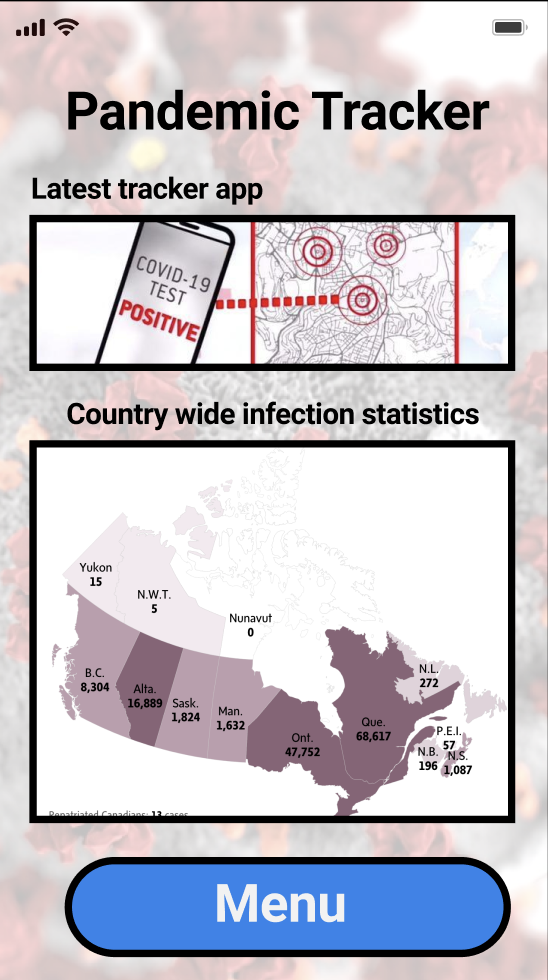 Pandemic Tracker
Latest tracker app
COVID-19
TEST
POSITIVE
Country wide infection statistics
Yukon
15
N.W.T.
5
Nunavut
0
B.C.
8,304
Alta.
16,889
Sask.
1,824
Man.
1,632
Ont.
47,752
Que.
68,617
N.L.
272
P.E.I.
57
N.B.
196
N.S.
1,087
Repatriated Canadians: 13 cases
Menu